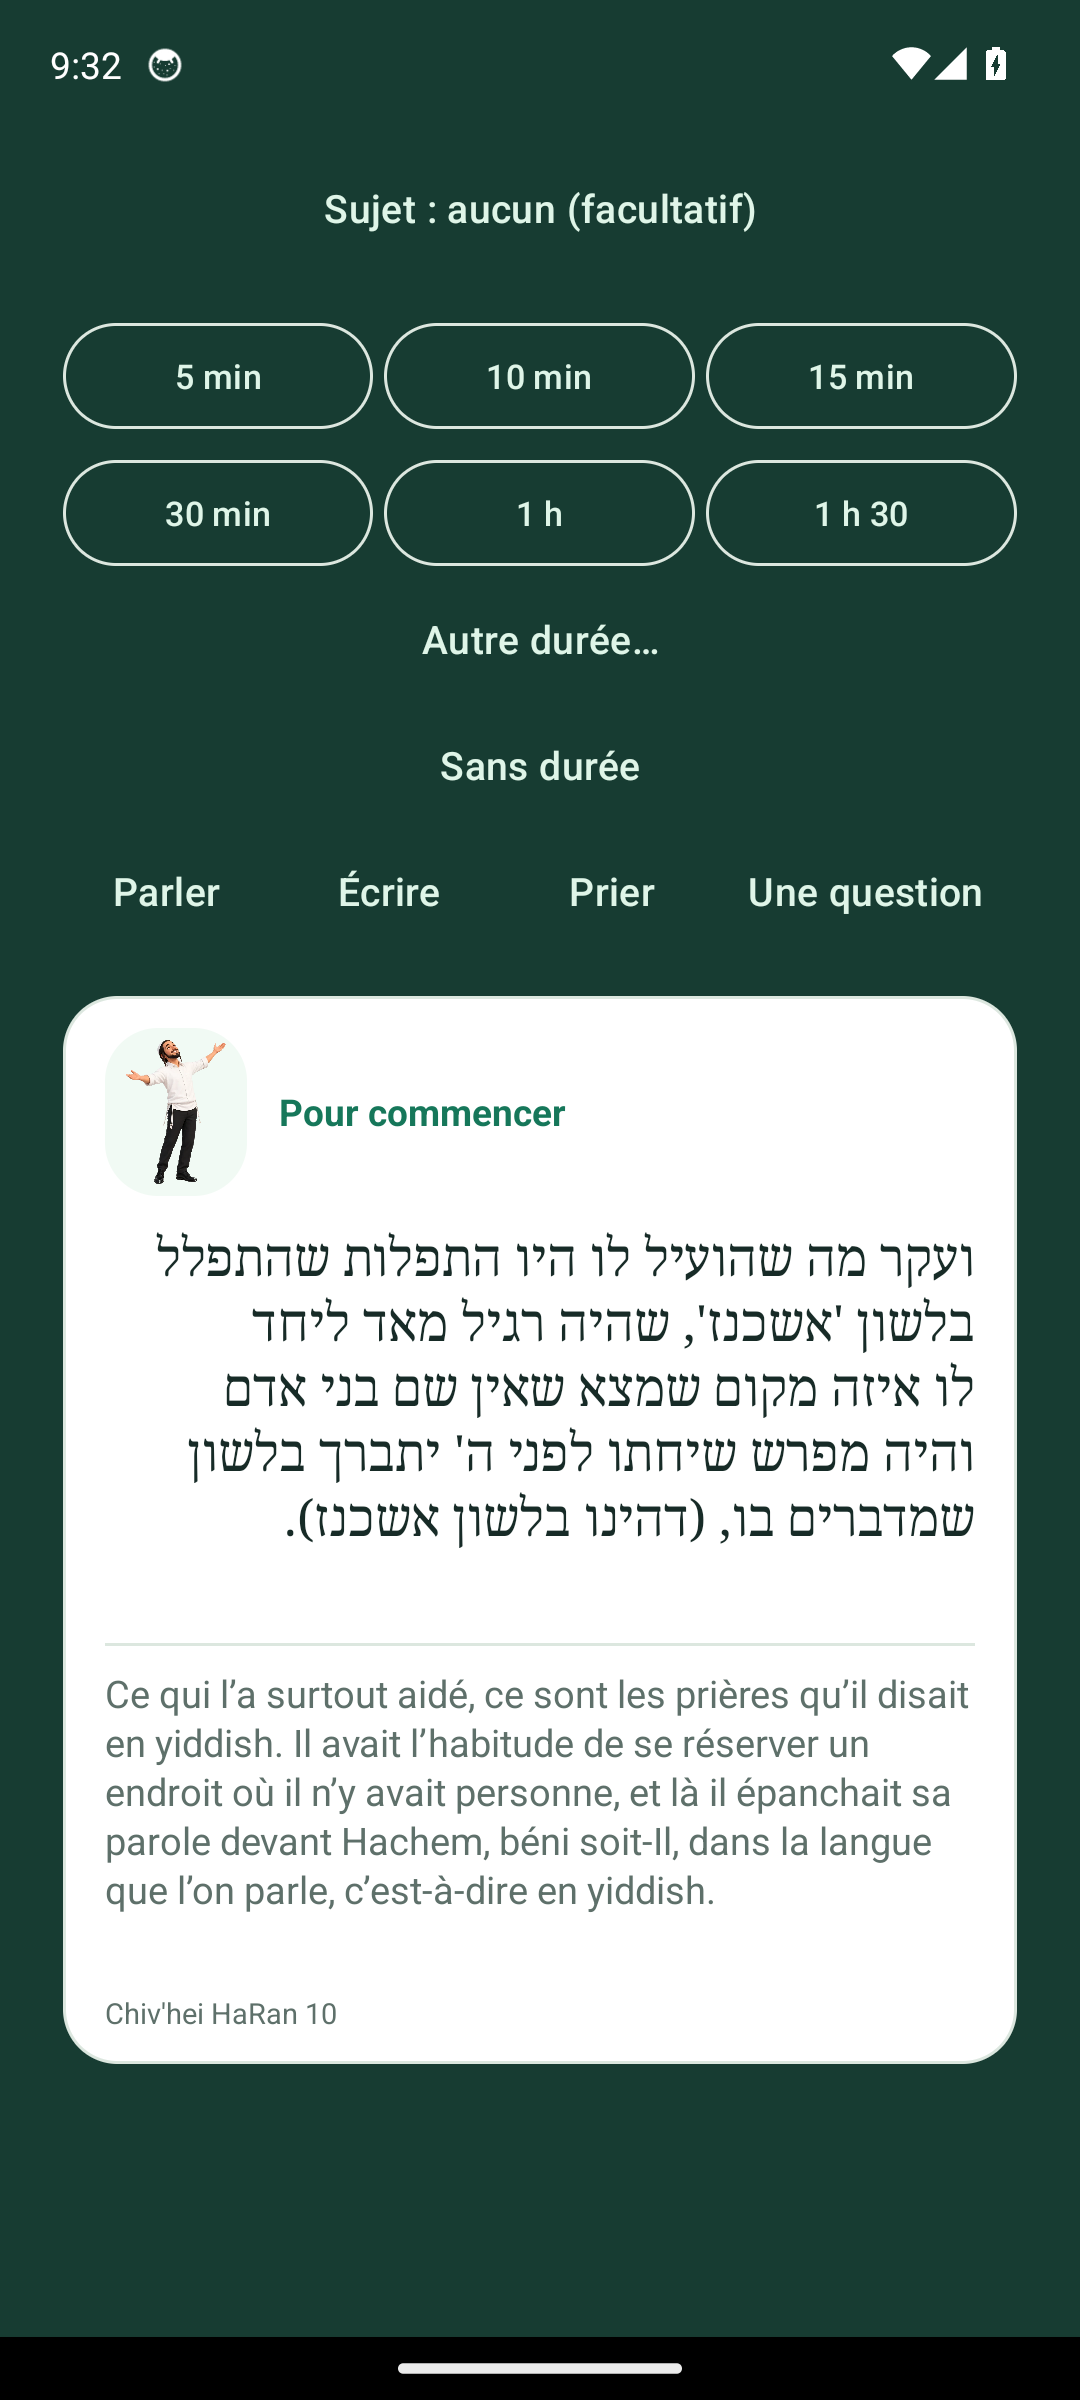 9:32
Sujet : aucun (facultatif)
5 min
10 min
15 min
30 min
1 h
1 h 30
Autre durée…
Sans durée
Parler
Écrire
Prier
Une question
Pour commencer
ועקר מה שהועיל לו היו התפלות שהתפלל
בלשון 'אשכנז', שהיה רגיל מאד ליחד
לו איזה מקום שמצא שאין שם בני אדם
והיה מפרש שיחתו לפני ה' יתברך בלשון
שמדברים בו, (דהינו בלשון אשכנז).
Ce qui l’a surtout aidé, ce sont les prières qu’il disait
en yiddish. Il avait l’habitude de se réserver un
endroit où il n’y avait personne, et là il épanchait sa
parole devant Hachem, béni soit-Il, dans la langue
que l’on parle, c’est-à-dire en yiddish.
Chiv'hei HaRan 10